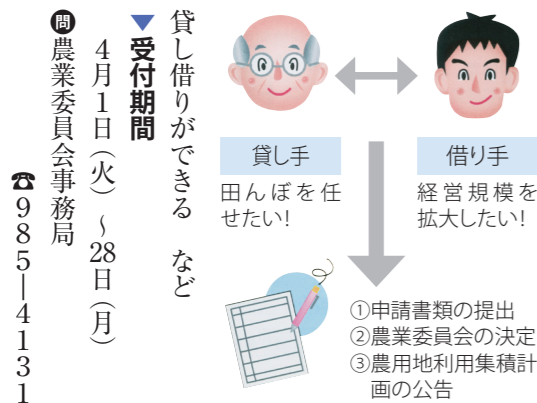 貸し借りができる など
▼受付期間
4月1日(火)~28日(月)
問農業委員会事務局
☎985―4131
貸し手
田んぼを任
せたい!
借り手
経営規模を
拡大したい!
①申請書類の提出
②農業委員会の決定
③農用地利用集積計
画の公告